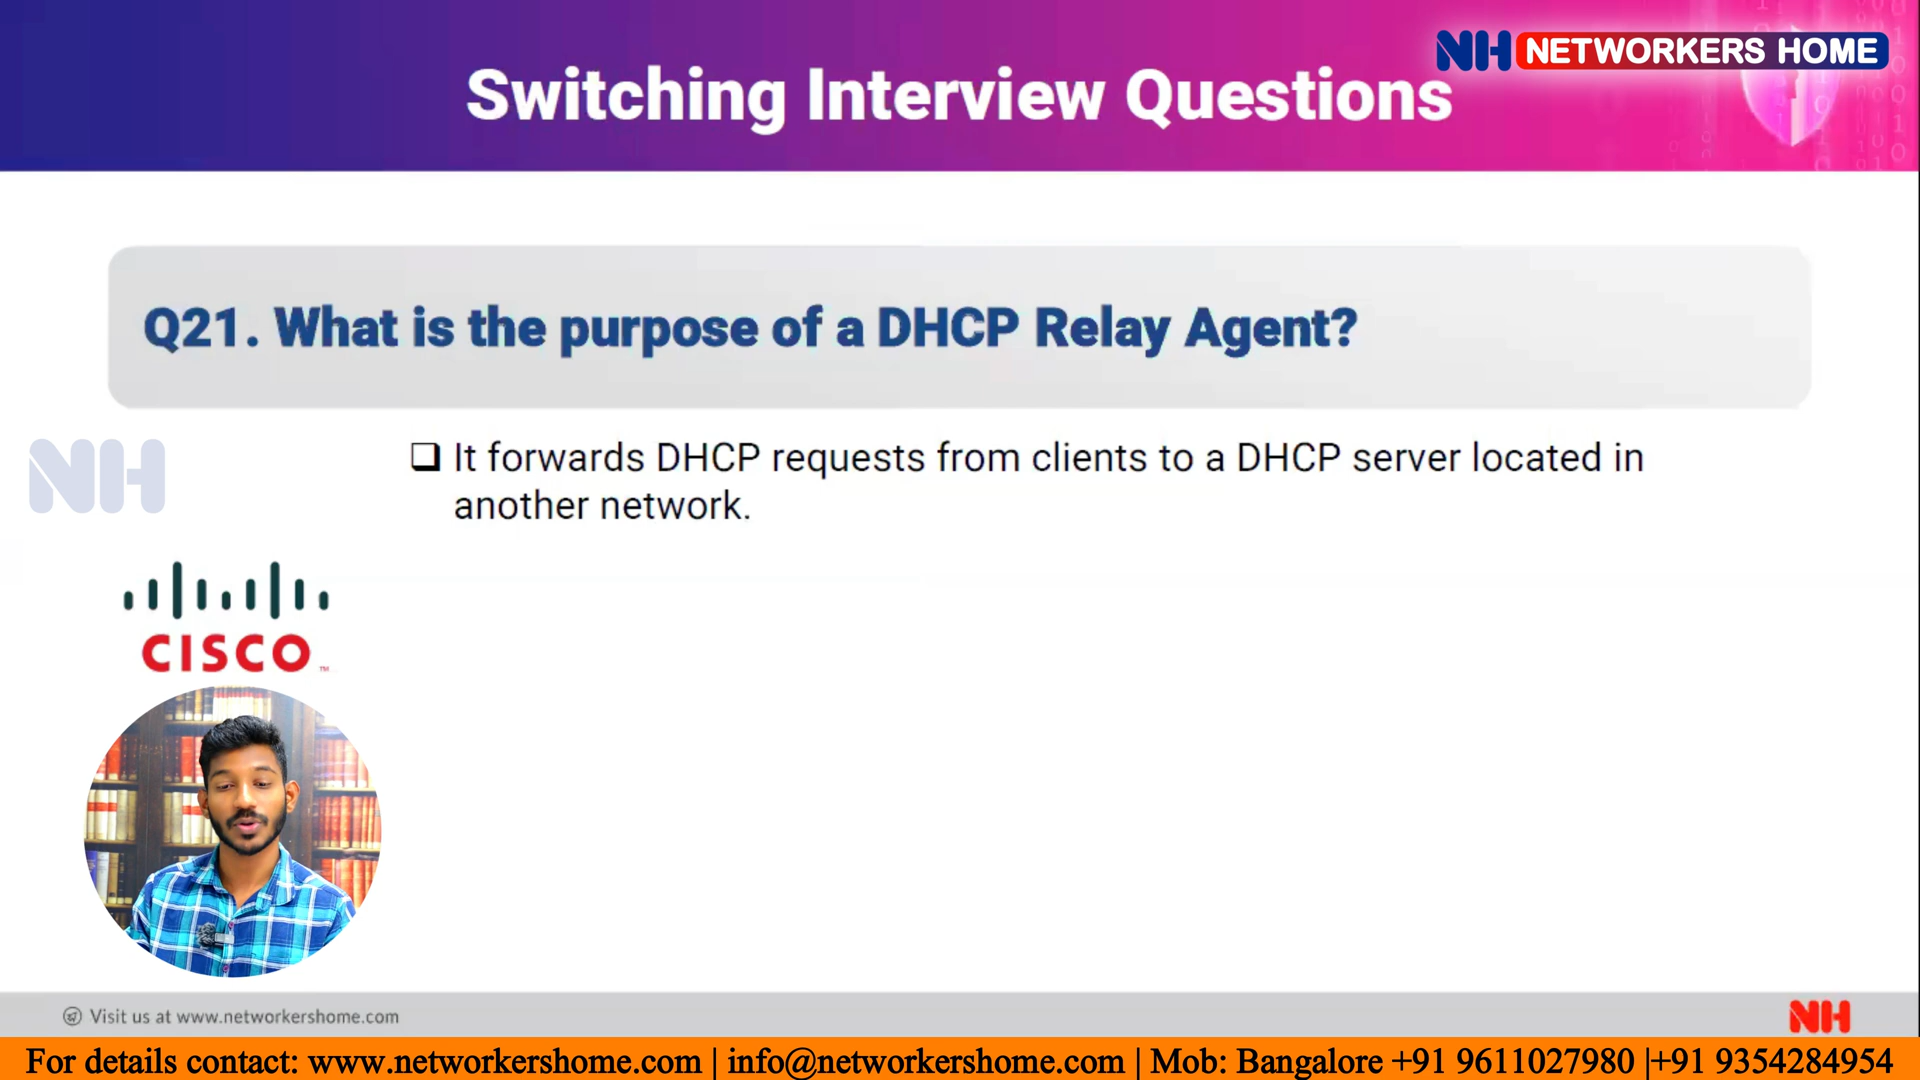 NH NETWORKERS HOME
Switching Interview Questions
Q21. What is the purpose of a DHCP Relay Agent?
❑ It forwards DHCP requests from clients to a DHCP server located in
another network.
NH
CISCO™
Visit us at www.networkershome.com
NH
For details contact: www.networkershome.com | info@networkershome.com | Mob: Bangalore +91 9611027980 |+91 9354284954